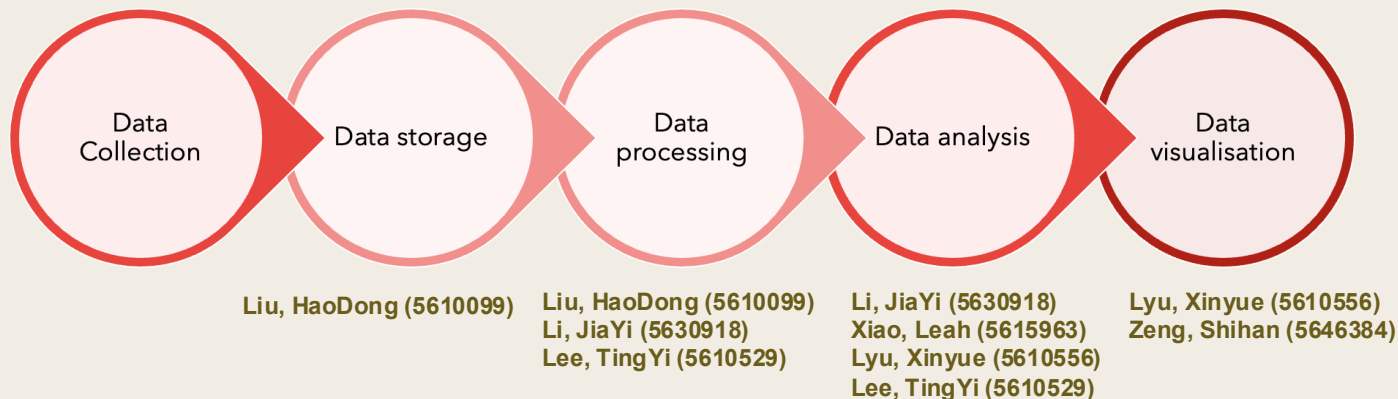 Data
Collection
Data storage
Data
processing
Data analysis
Data
visualisation
Liu, HaoDong (5610099)
Liu, HaoDong (5610099)
Li, JiaYi (5630918)
Lee, TingYi (5610529)
Li, JiaYi (5630918)
Xiao, Leah (5615963)
Lyu, Xinyue (5610556)
Lee, TingYi (5610529)
Lyu, Xinyue (5610556)
Zeng, Shihan (5646384)